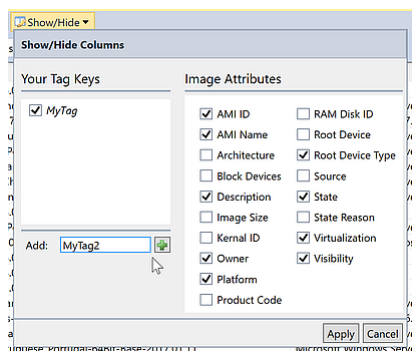 Show/Hide
Show/Hide Columns
Your Tag Keys
MyTag
Add: MyTag2
Image Attributes
AMI ID
AMI Name
Architecture
Block Devices
Description
Image Size
Kernal ID
Owner
Platform
Product Code
RAM Disk ID
Root Device
Root Device Type
Source
State
State Reason
Virtualization
Visibility
Apply Cancel